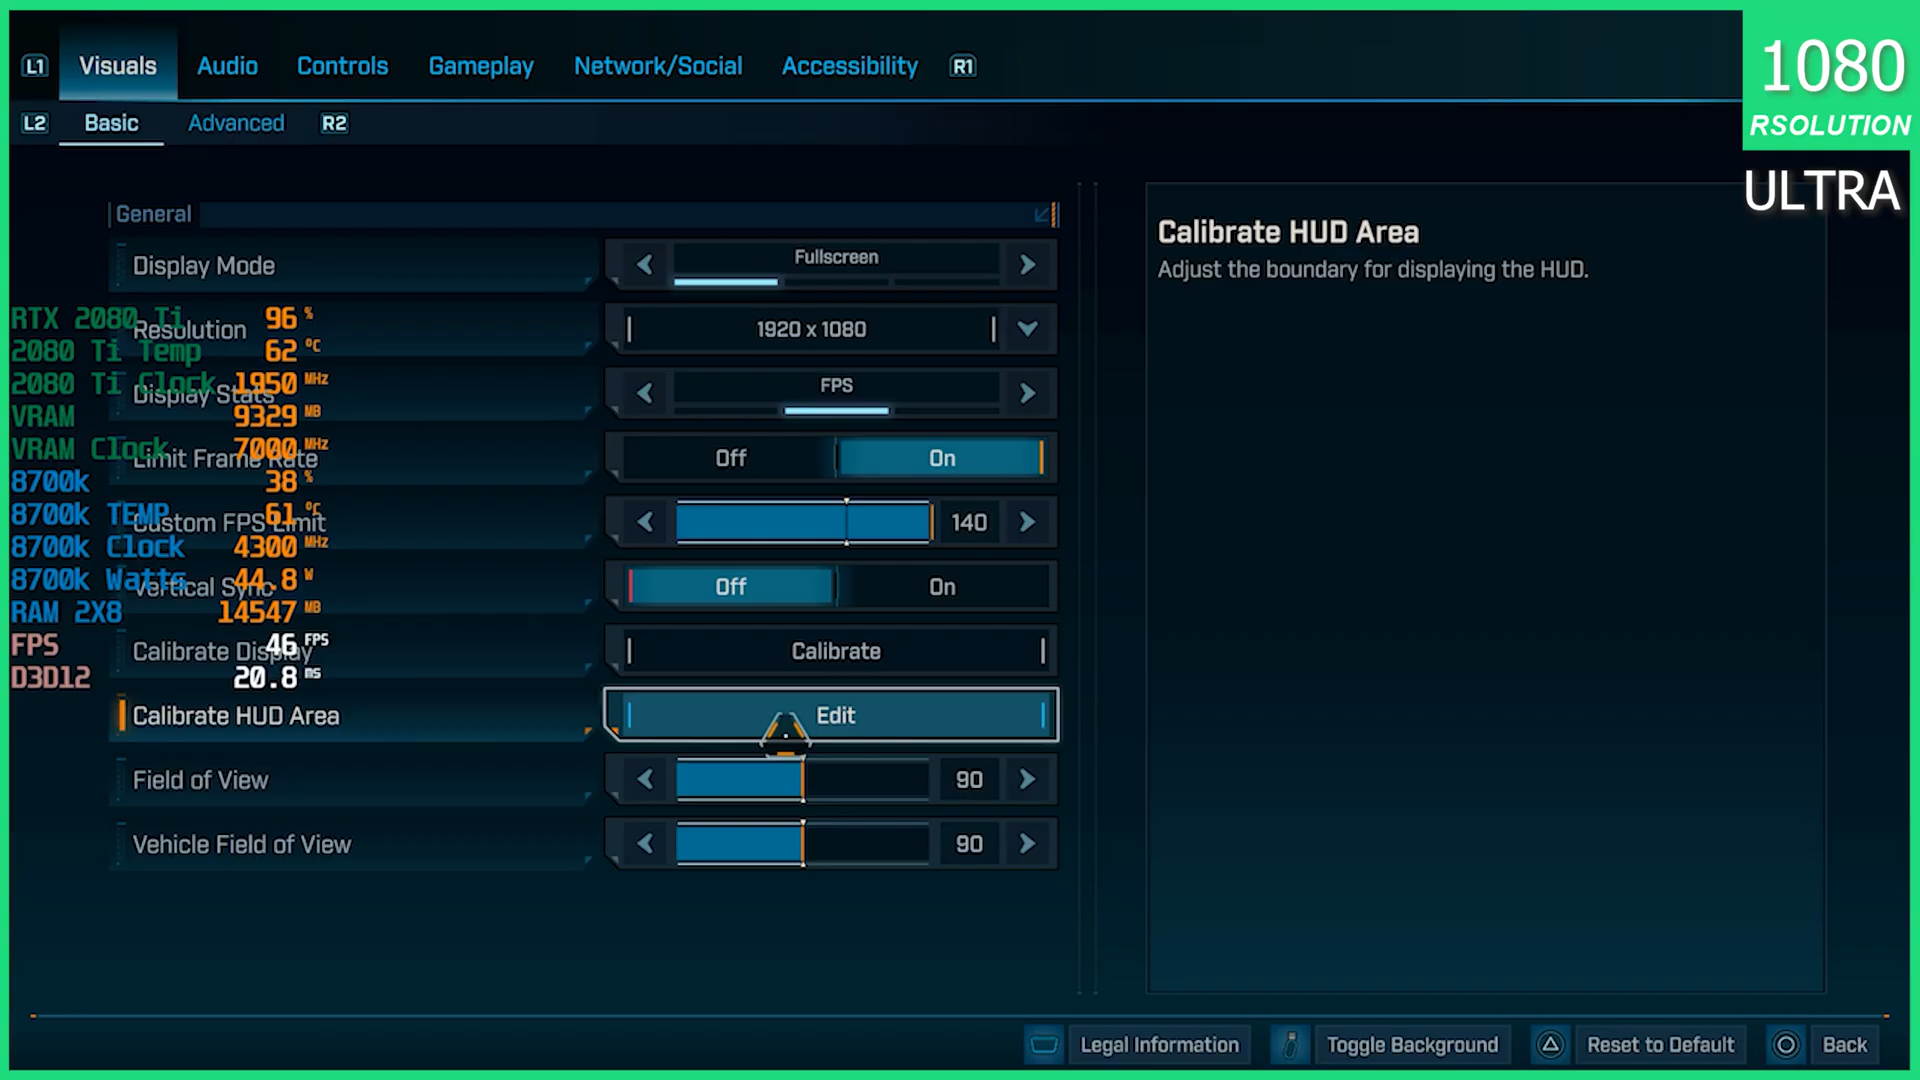 L1 Visuals Audio Controls Gameplay Network/Social Accessibility R1
1080
RSOLUTION
L2 Basic Advanced R2
ULTRA
General
Display Mode Fullscreen
Resolution 1920 x 1080
Display Stats FPS
Limit Frame Rate Off On
Custom FPS Limit 140
Vertical Sync Off On
Calibrate Display Calibrate
Calibrate HUD Area Edit
Field of View 90
Vehicle Field of View 90
RTX 2080 Ti 96 %
2080 Ti Temp 62 °C
2080 Ti Clock 1950 MHz
VRAM 9329 MB
VRAM Clock 7000 MHz
8700k 38 %
8700k TEMP 61 °C
8700k Clock 4300 MHz
8700k Watts 44.8 W
RAM 2X8 14547 MB
FPS 46 FPS
D3D12 20.8 ms
Calibrate HUD Area
Adjust the boundary for displaying the HUD.
Legal Information Toggle Background Reset to Default Back